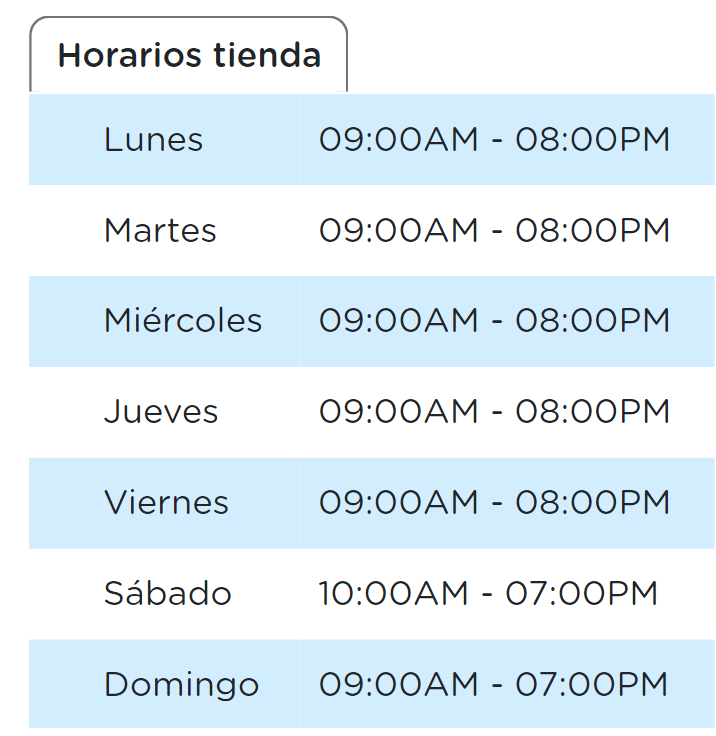 Horarios tienda
Lunes 09:00AM - 08:00PM
Martes 09:00AM - 08:00PM
Miércoles 09:00AM - 08:00PM
Jueves 09:00AM - 08:00PM
Viernes 09:00AM - 08:00PM
Sábado 10:00AM - 07:00PM
Domingo 09:00AM - 07:00PM